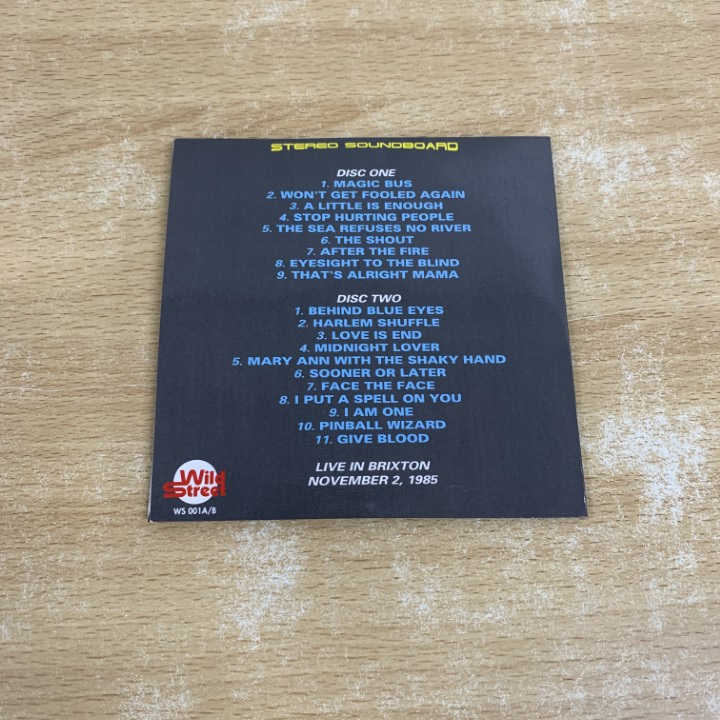 STEREO SOUNDBOARD
DISC ONE
1. MAGIC BUS
2. WON'T GET FOOLED AGAIN
3. A LITTLE IS ENOUGH
4. STOP HURTING PEOPLE
5. THE SEA REFUSES NO RIVER
6. THE SHOUT
7. AFTER THE FIRE
8. EYESIGHT TO THE BLIND
9. THAT'S ALRIGHT MAMA
DISC TWO
1. BEHIND BLUE EYES
2. HARLEM SHUFFLE
3. LOVE IS END
4. MIDNIGHT LOVER
5. MARY ANN WITH THE SHAKY HAND
6. SOONER OR LATER
7. FACE THE FACE
8. I PUT A SPELL ON YOU
9. I AM ONE
10. PINBALL WIZARD
11. GIVE BLOOD
LIVE IN BRIXTON
NOVEMBER 2, 1985
Wild
Street
WS 001A/B